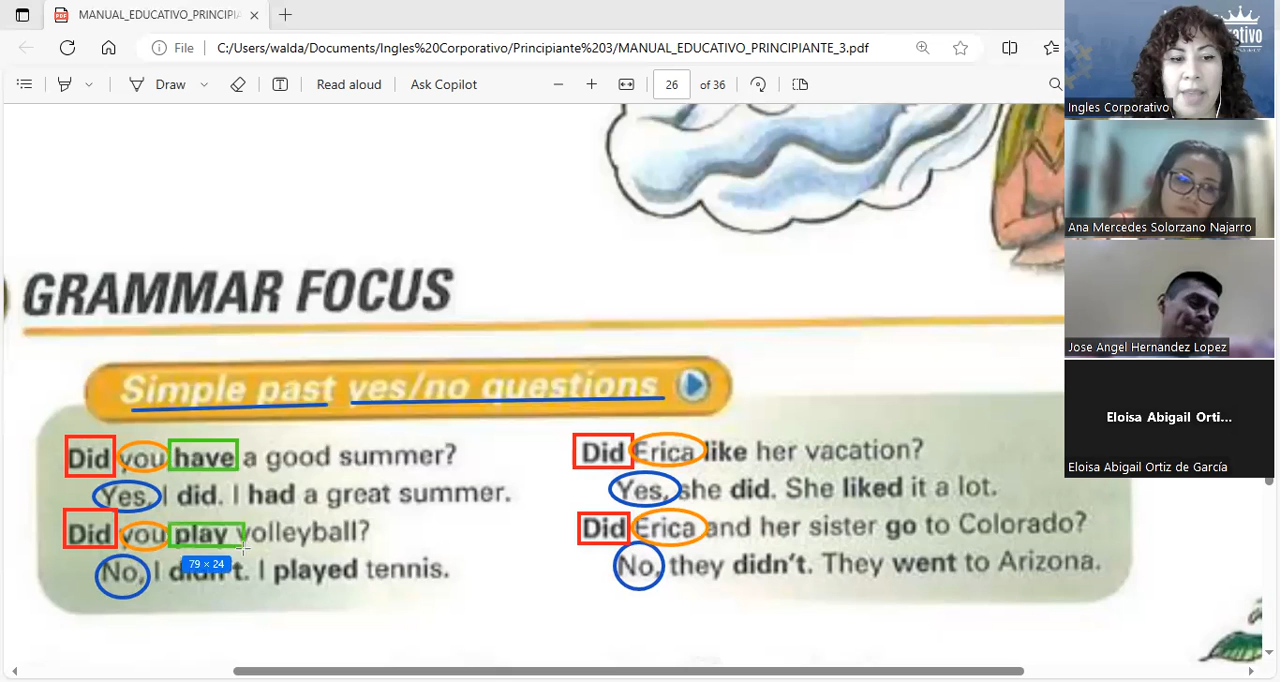 MANUAL_EDUCATIVO_PRINCIPIA
File
C:/Users/walda/Documents/Ingles%20Corporativo/Principante%203/MANUAL_EDUCATIVO_PRINCIPIANTE_3.pdf
Draw
Read aloud
Ask Copilot
26
of 36
GRAMMAR FOCUS
Simple past yes/no questions
Did you have a good summer?
Yes, I did. I had a great summer.
Did you play volleyball?
No, I didn't. I played tennis.
79 × 24
Did Erica like her vacation?
Yes, she did. She liked it a lot.
Did Erica and her sister go to Colorado?
No, they didn't. They went to Arizona.
Ingles Corporativo
Ana Mercedes Solorzano Najarro
Jose Angel Hernandez Lopez
Eloisa Abigail Orti...
Eloisa Abigail Ortiz de García